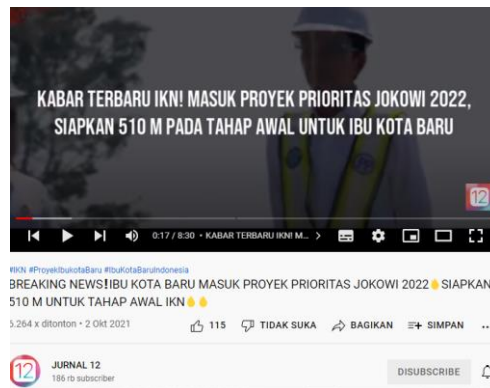 KABAR TERBARU IKN! MASUK PROYEK PRIORITAS JOKOWI 2022,
SIAPKAN 510 M PADA TAHAP AWAL UNTUK IBU KOTA BARU
12
0:17 / 8:30 • KABAR TERBARU IKN! M...
#IKN #ProyekIbukotaBaru #IbuKotaBaruIndonesia
BREAKING NEWS!IBU KOTA BARU MASUK PROYEK PRIORITAS JOKOWI 2022🔥SIAPKAN
510 M UNTUK TAHAP AWAL IKN🔥🔥
5.264 x ditonton • 2 Okt 2021 115 TIDAK SUKA BAGIKAN SIMPAN ...
12 JURNAL 12 DISUBSCRIBE
186 rb subscriber